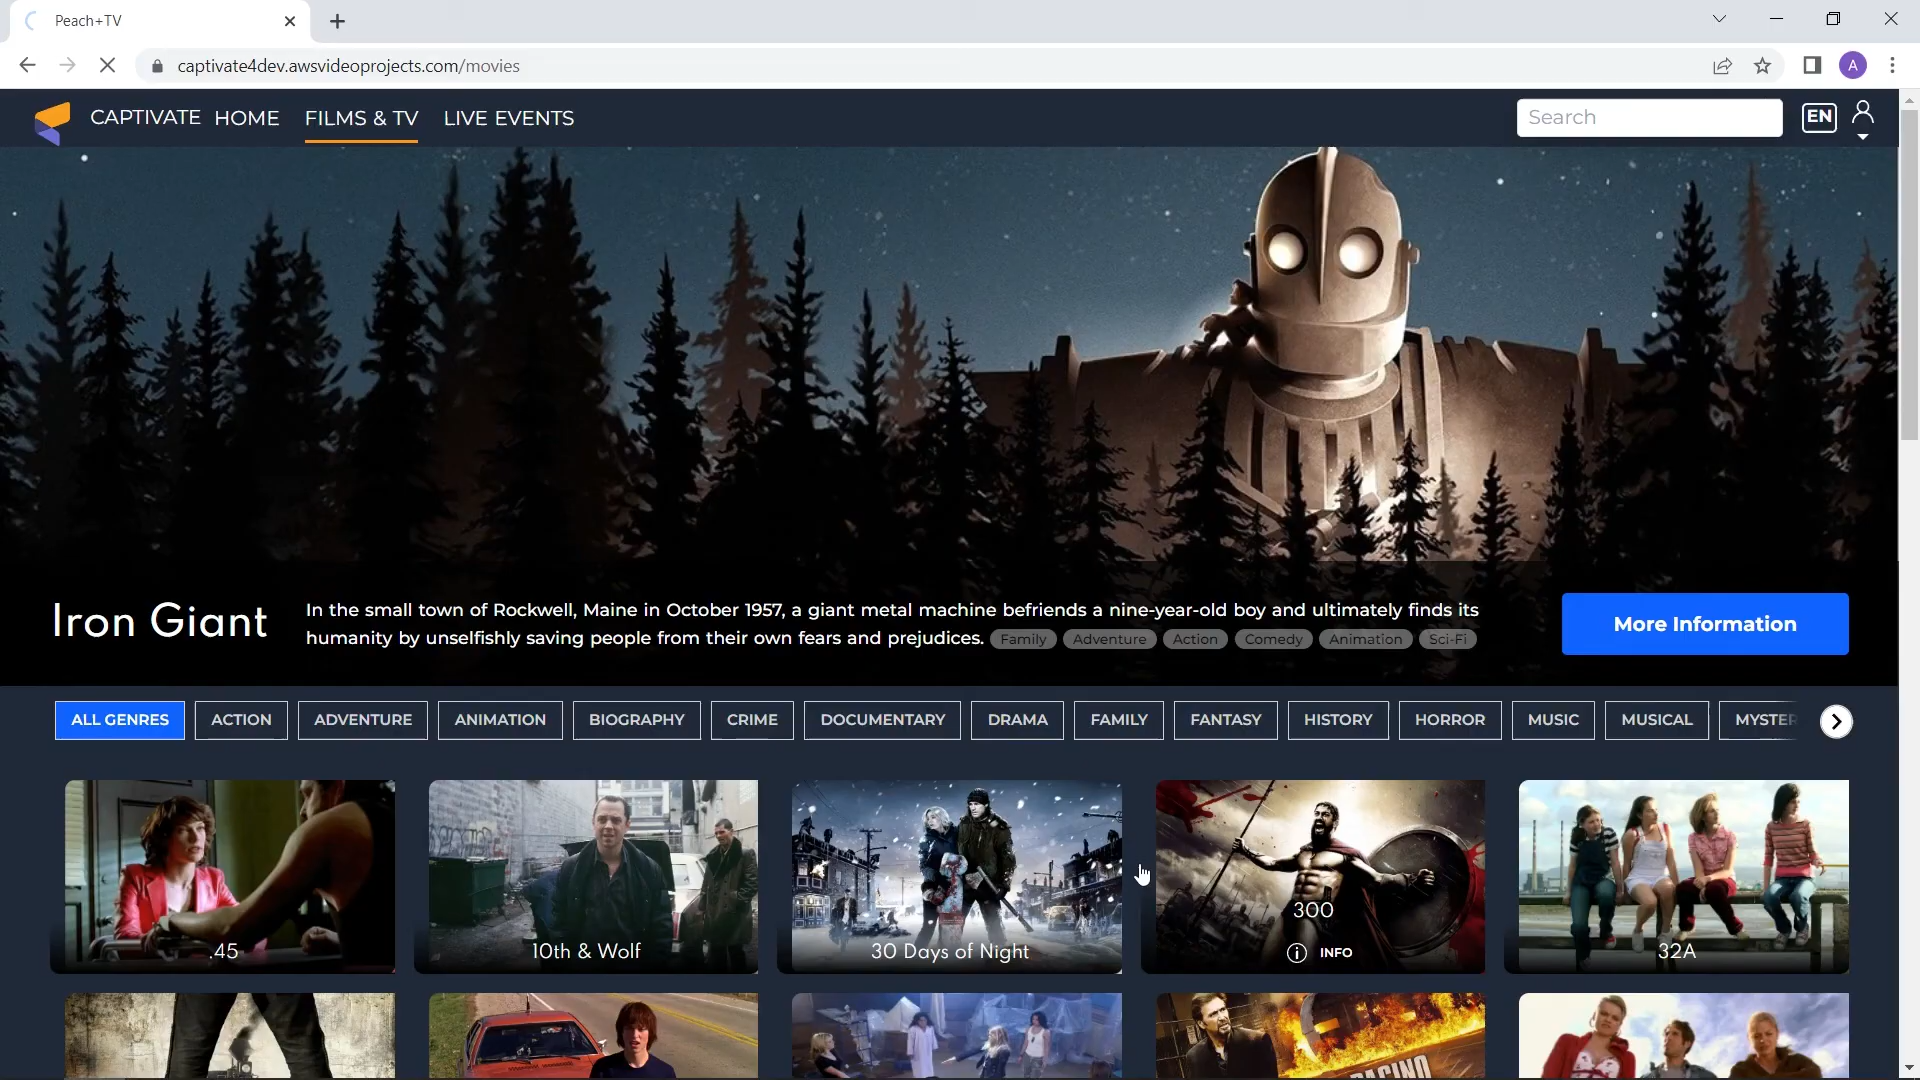 Peach+TV
captivate4dev.awsvideoprojects.com/movies
A
CAPTIVATE HOME FILMS & TV LIVE EVENTS
Search
EN
Iron Giant
In the small town of Rockwell, Maine in October 1957, a giant metal machine befriends a nine-year-old boy and ultimately finds its
humanity by unselfishly saving people from their own fears and prejudices. Family Adventure Action Comedy Animation Sci-Fi
More Information
ALL GENRES ACTION ADVENTURE ANIMATION BIOGRAPHY CRIME DOCUMENTARY DRAMA FAMILY FANTASY HISTORY HORROR MUSIC MUSICAL MYSTER
.45
10th & Wolf
30 Days of Night
300
INFO
32A